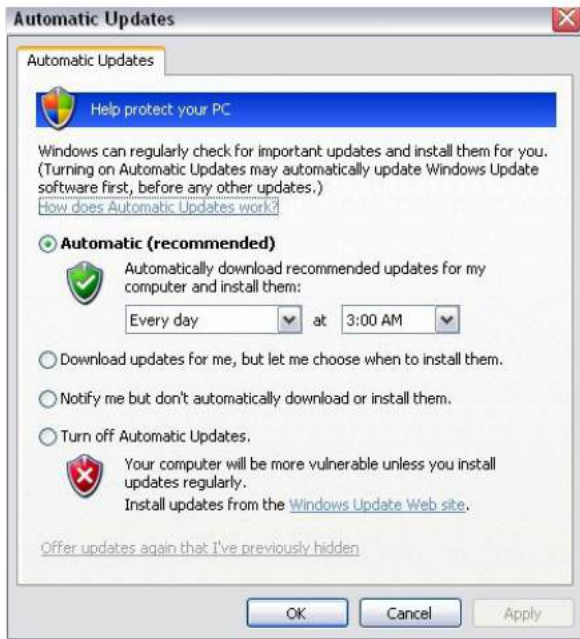 Automatic Updates
Automatic Updates
Help protect your PC
Windows can regularly check for important updates and install them for you.
(Turning on Automatic Updates may automatically update Windows Update
software first, before any other updates.)
How does Automatic Updates work?
Automatic (recommended)
Automatically download recommended updates for my
computer and install them:
Every day at 3:00 AM
Download updates for me, but let me choose when to install them.
Notify me but don't automatically download or install them.
Turn off Automatic Updates.
Your computer will be more vulnerable unless you install
updates regularly.
Install updates from the Windows Update Web site.
Offer updates again that I've previously hidden
OK Cancel Apply